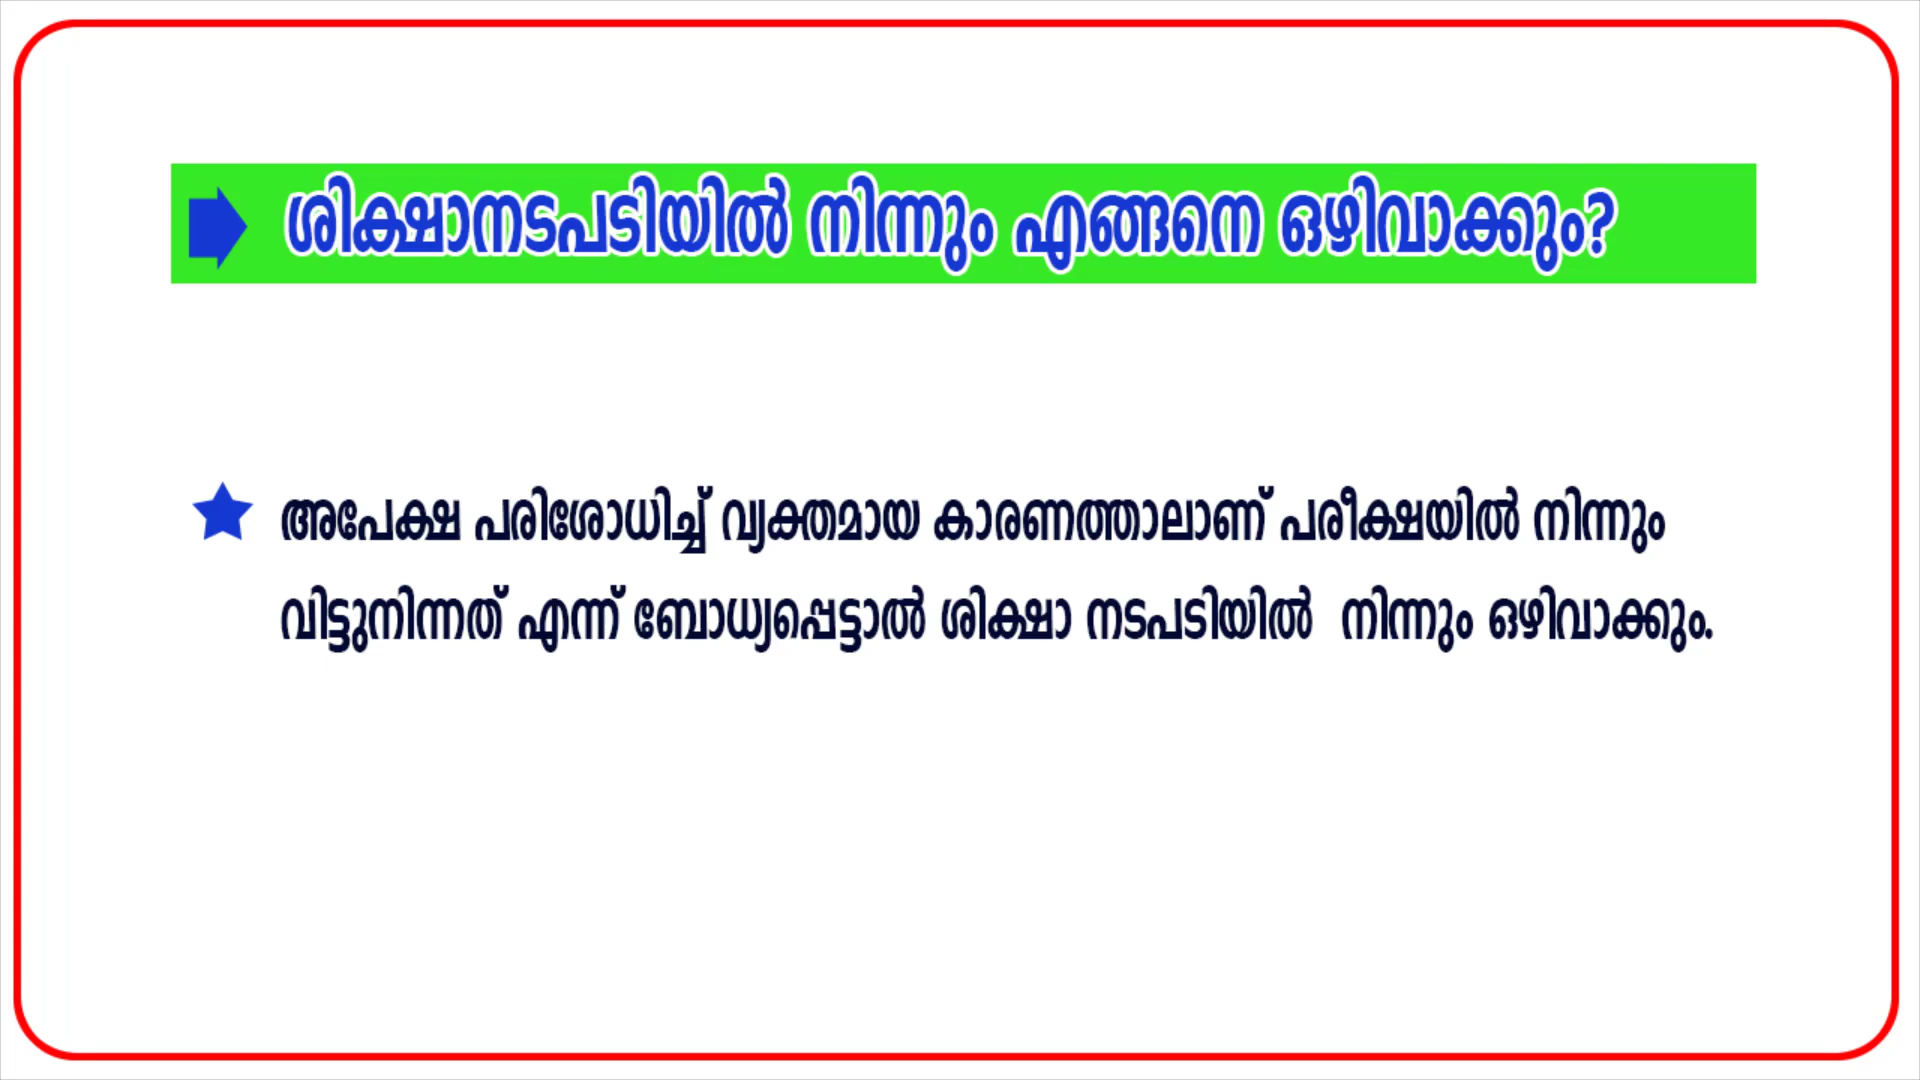 ശിക്ഷാനടപടിയിൽ നിന്നും എങ്ങനെ ഒഴിവാക്കും?
അപേക്ഷ പരിശോധിച്ച് വ്യക്തമായ കാരണത്താലാണ് പരീക്ഷയിൽ നിന്നും
വിട്ടുനിന്നത് എന്ന് ബോധ്യപ്പെട്ടാൽ ശിക്ഷാ നടപടിയിൽ നിന്നും ഒഴിവാക്കും.